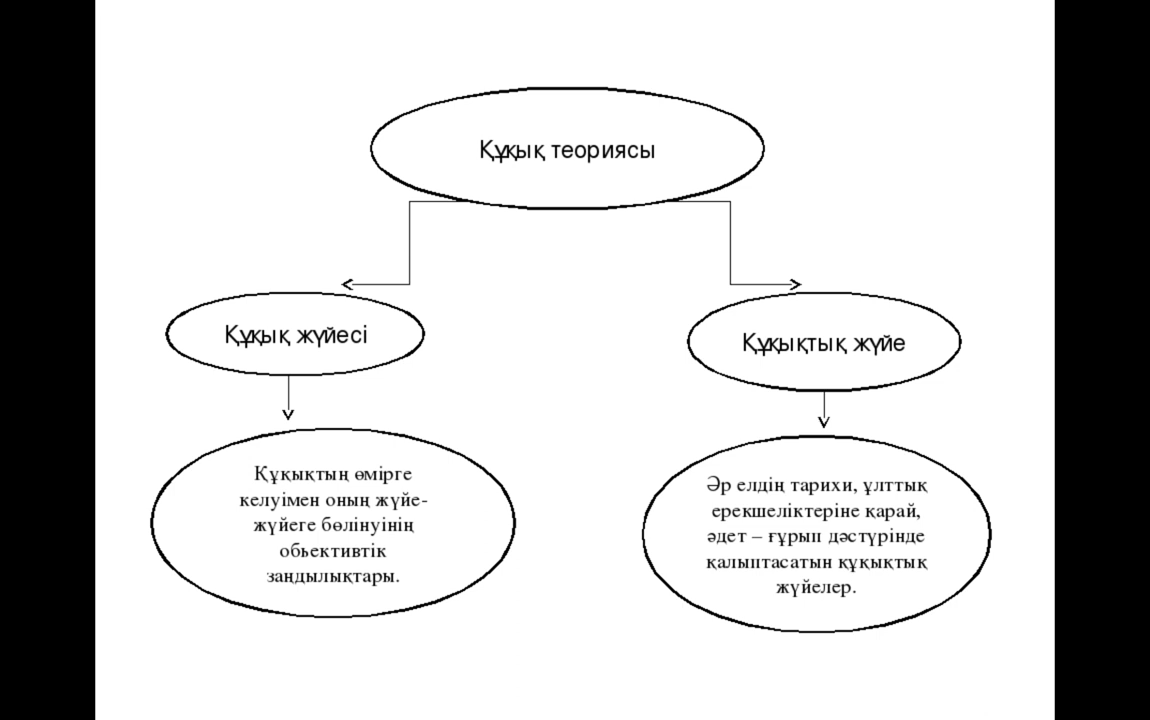 Құқық теориясы
Құқық жүйесі
Құқықтық жүйе
Құқықтың өмірге
келуімен оның жүйе-
жүйеге бөлінуінің
обьективтік
заңдылықтары.
Әр елдің тарихи, ұлттық
ерекшеліктеріне қарай,
әдет – ғұрып дәстүрінде
қалыптасатын құқықтық
жүйелер.